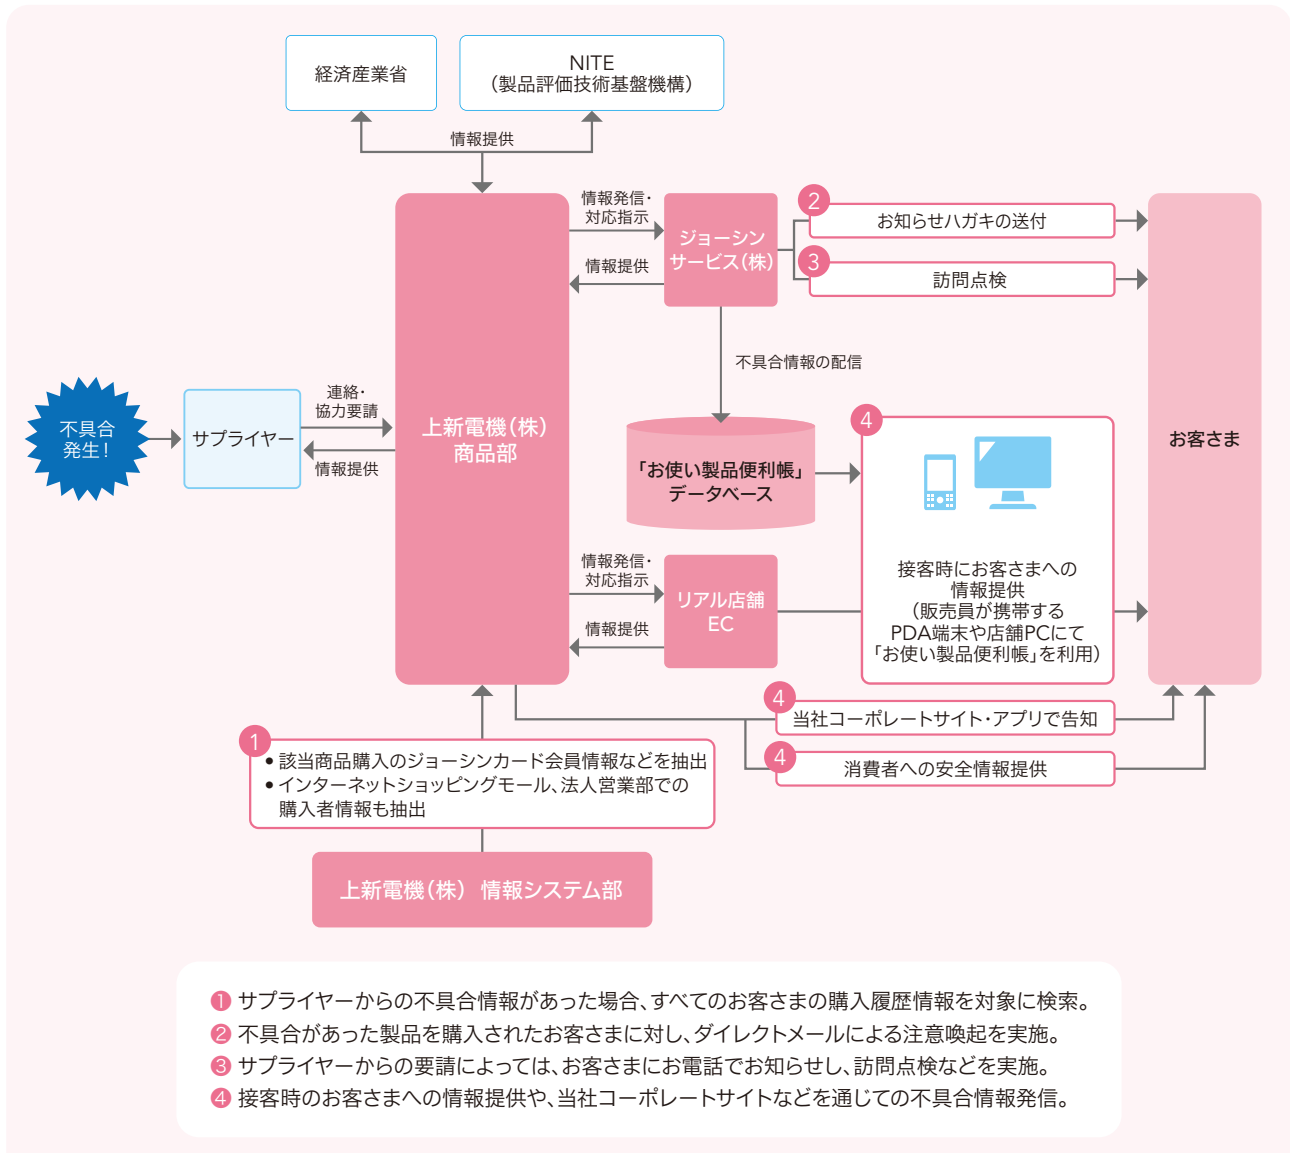 経済産業省
NITE
（製品評価技術基盤機構）
情報提供
情報発信・
対応指示
情報提供
ジョーシン
サービス（株）
2
お知らせハガキの送付
3
訪問点検
不具合情報の配信
不具合
発生！
サプライヤー
連絡・
協力要請
情報提供
上新電機（株）
商品部
「お使い製品便利帳」
データベース
4
接客時にお客さまへの
情報提供
（販売員が携帯する
PDA端末や店舗PCにて
「お使い製品便利帳」を利用）
お客さま
情報発信・
対応指示
情報提供
リアル店舗
EC
4
当社コーポレートサイト・アプリで告知
4
消費者への安全情報提供
1
• 該当商品購入のジョーシンカード会員情報などを抽出
• インターネットショッピングモール、法人営業部での
購入者情報も抽出
上新電機（株） 情報システム部
❶ サプライヤーからの不具合情報があった場合、すべてのお客さまの購入履歴情報を対象に検索。
❷ 不具合があった製品を購入されたお客さまに対し、ダイレクトメールによる注意喚起を実施。
❸ サプライヤーからの要請によっては、お客さまにお電話でお知らせし、訪問点検などを実施。
❹ 接客時のお客さまへの情報提供や、当社コーポレートサイトなどを通じての不具合情報発信。